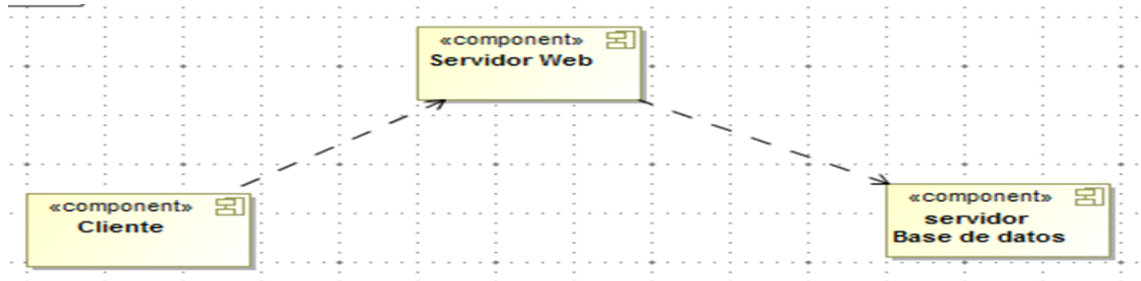 «component»
Servidor Web
«component»
Cliente
«component»
servidor
Base de datos